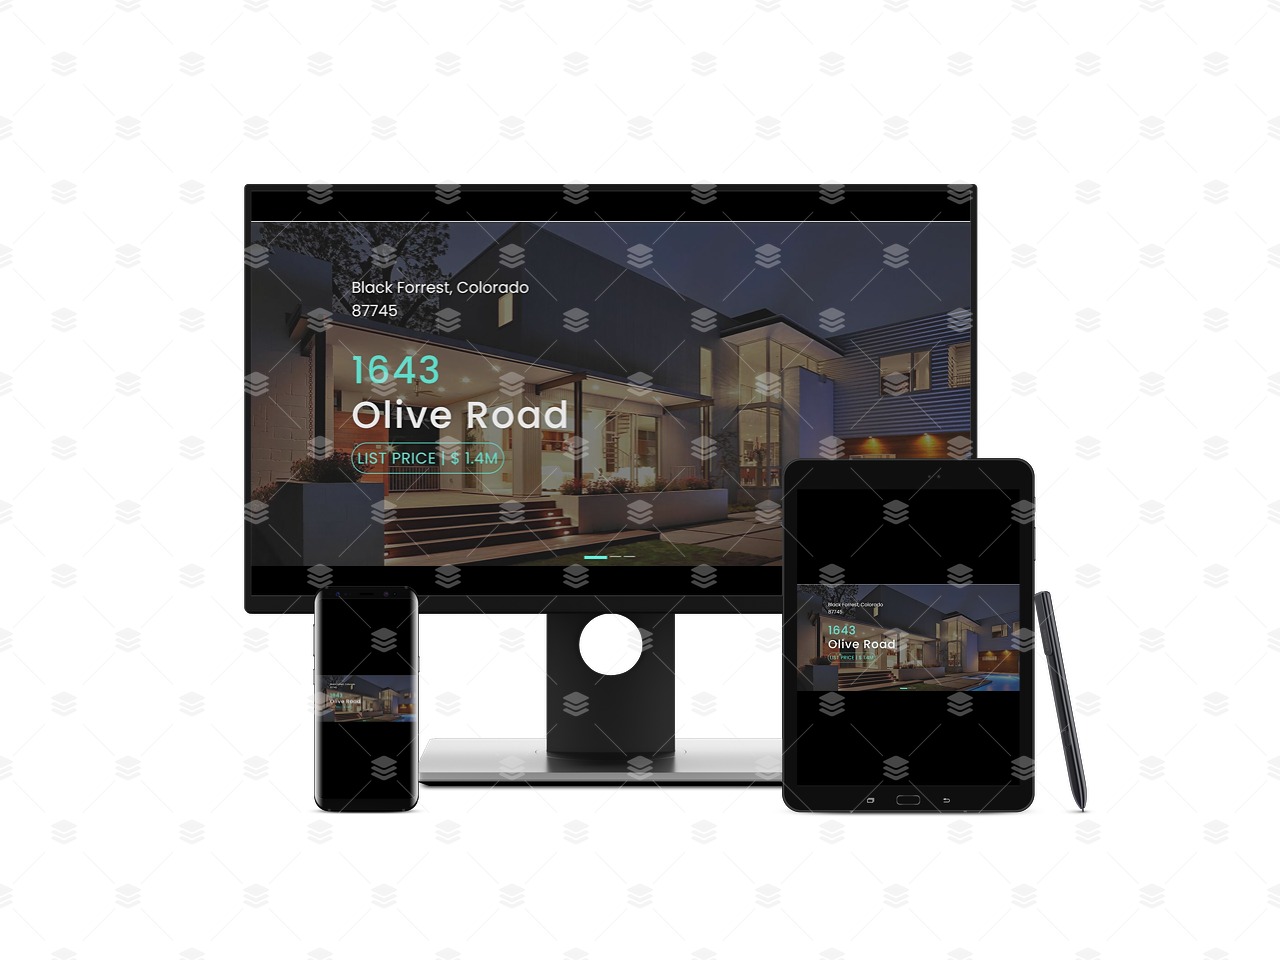 Black Forrest, Colorado
87745
1643
Olive Road
LIST PRICE | $ 1.4M
Black Forrest, Colorado
87745
1643
Olive Road
LIST PRICE | $ 1.4M
1643
Olive Road